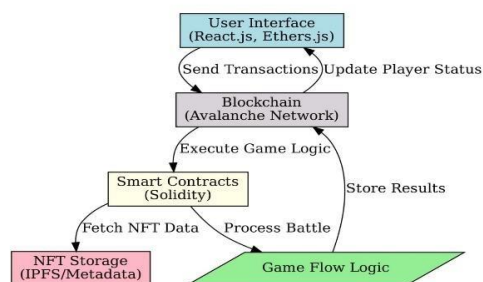 User Interface
(React.js, Ethers.js)
Send Transactions
Update Player Status
Blockchain
(Avalanche Network)
Execute Game Logic
Smart Contracts
(Solidity)
Store Results
Fetch NFT Data
Process Battle
NFT Storage
(IPFS/Metadata)
Game Flow Logic